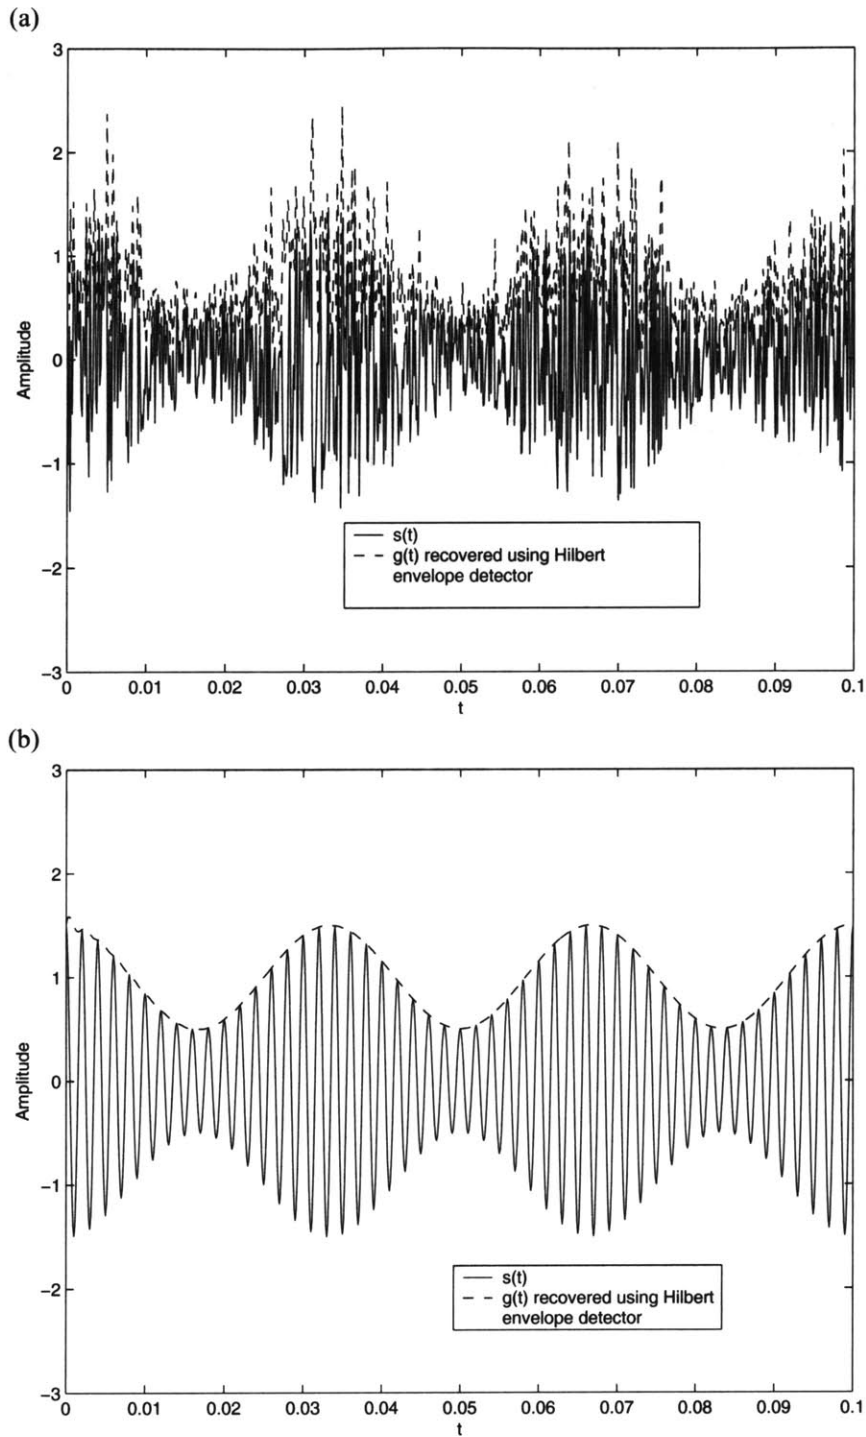 (a)
3
2
1
0
−1
−2
−3
Amplitude
s(t)
g(t) recovered using Hilbert
envelope detector
0 0.01 0.02 0.03 0.04 0.05 0.06 0.07 0.08 0.09 0.1
t
(b)
3
2
1
0
−1
−2
−3
Amplitude
s(t)
g(t) recovered using Hilbert
envelope detector
0 0.01 0.02 0.03 0.04 0.05 0.06 0.07 0.08 0.09 0.1
t